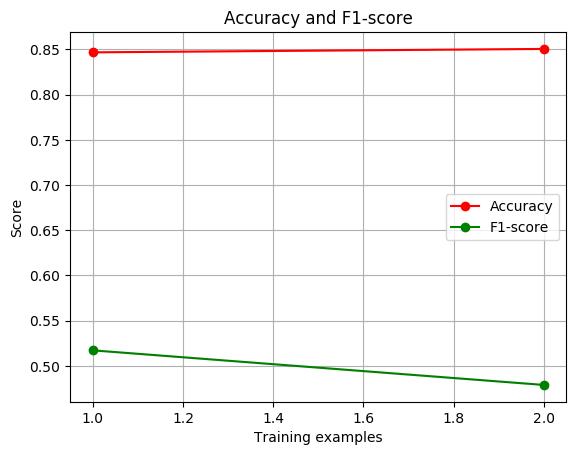 Accuracy and F1-score
0.85
0.80
0.75
0.70
0.65
0.60
0.55
0.50
Score
Accuracy
F1-score
1.0 1.2 1.4 1.6 1.8 2.0
Training examples